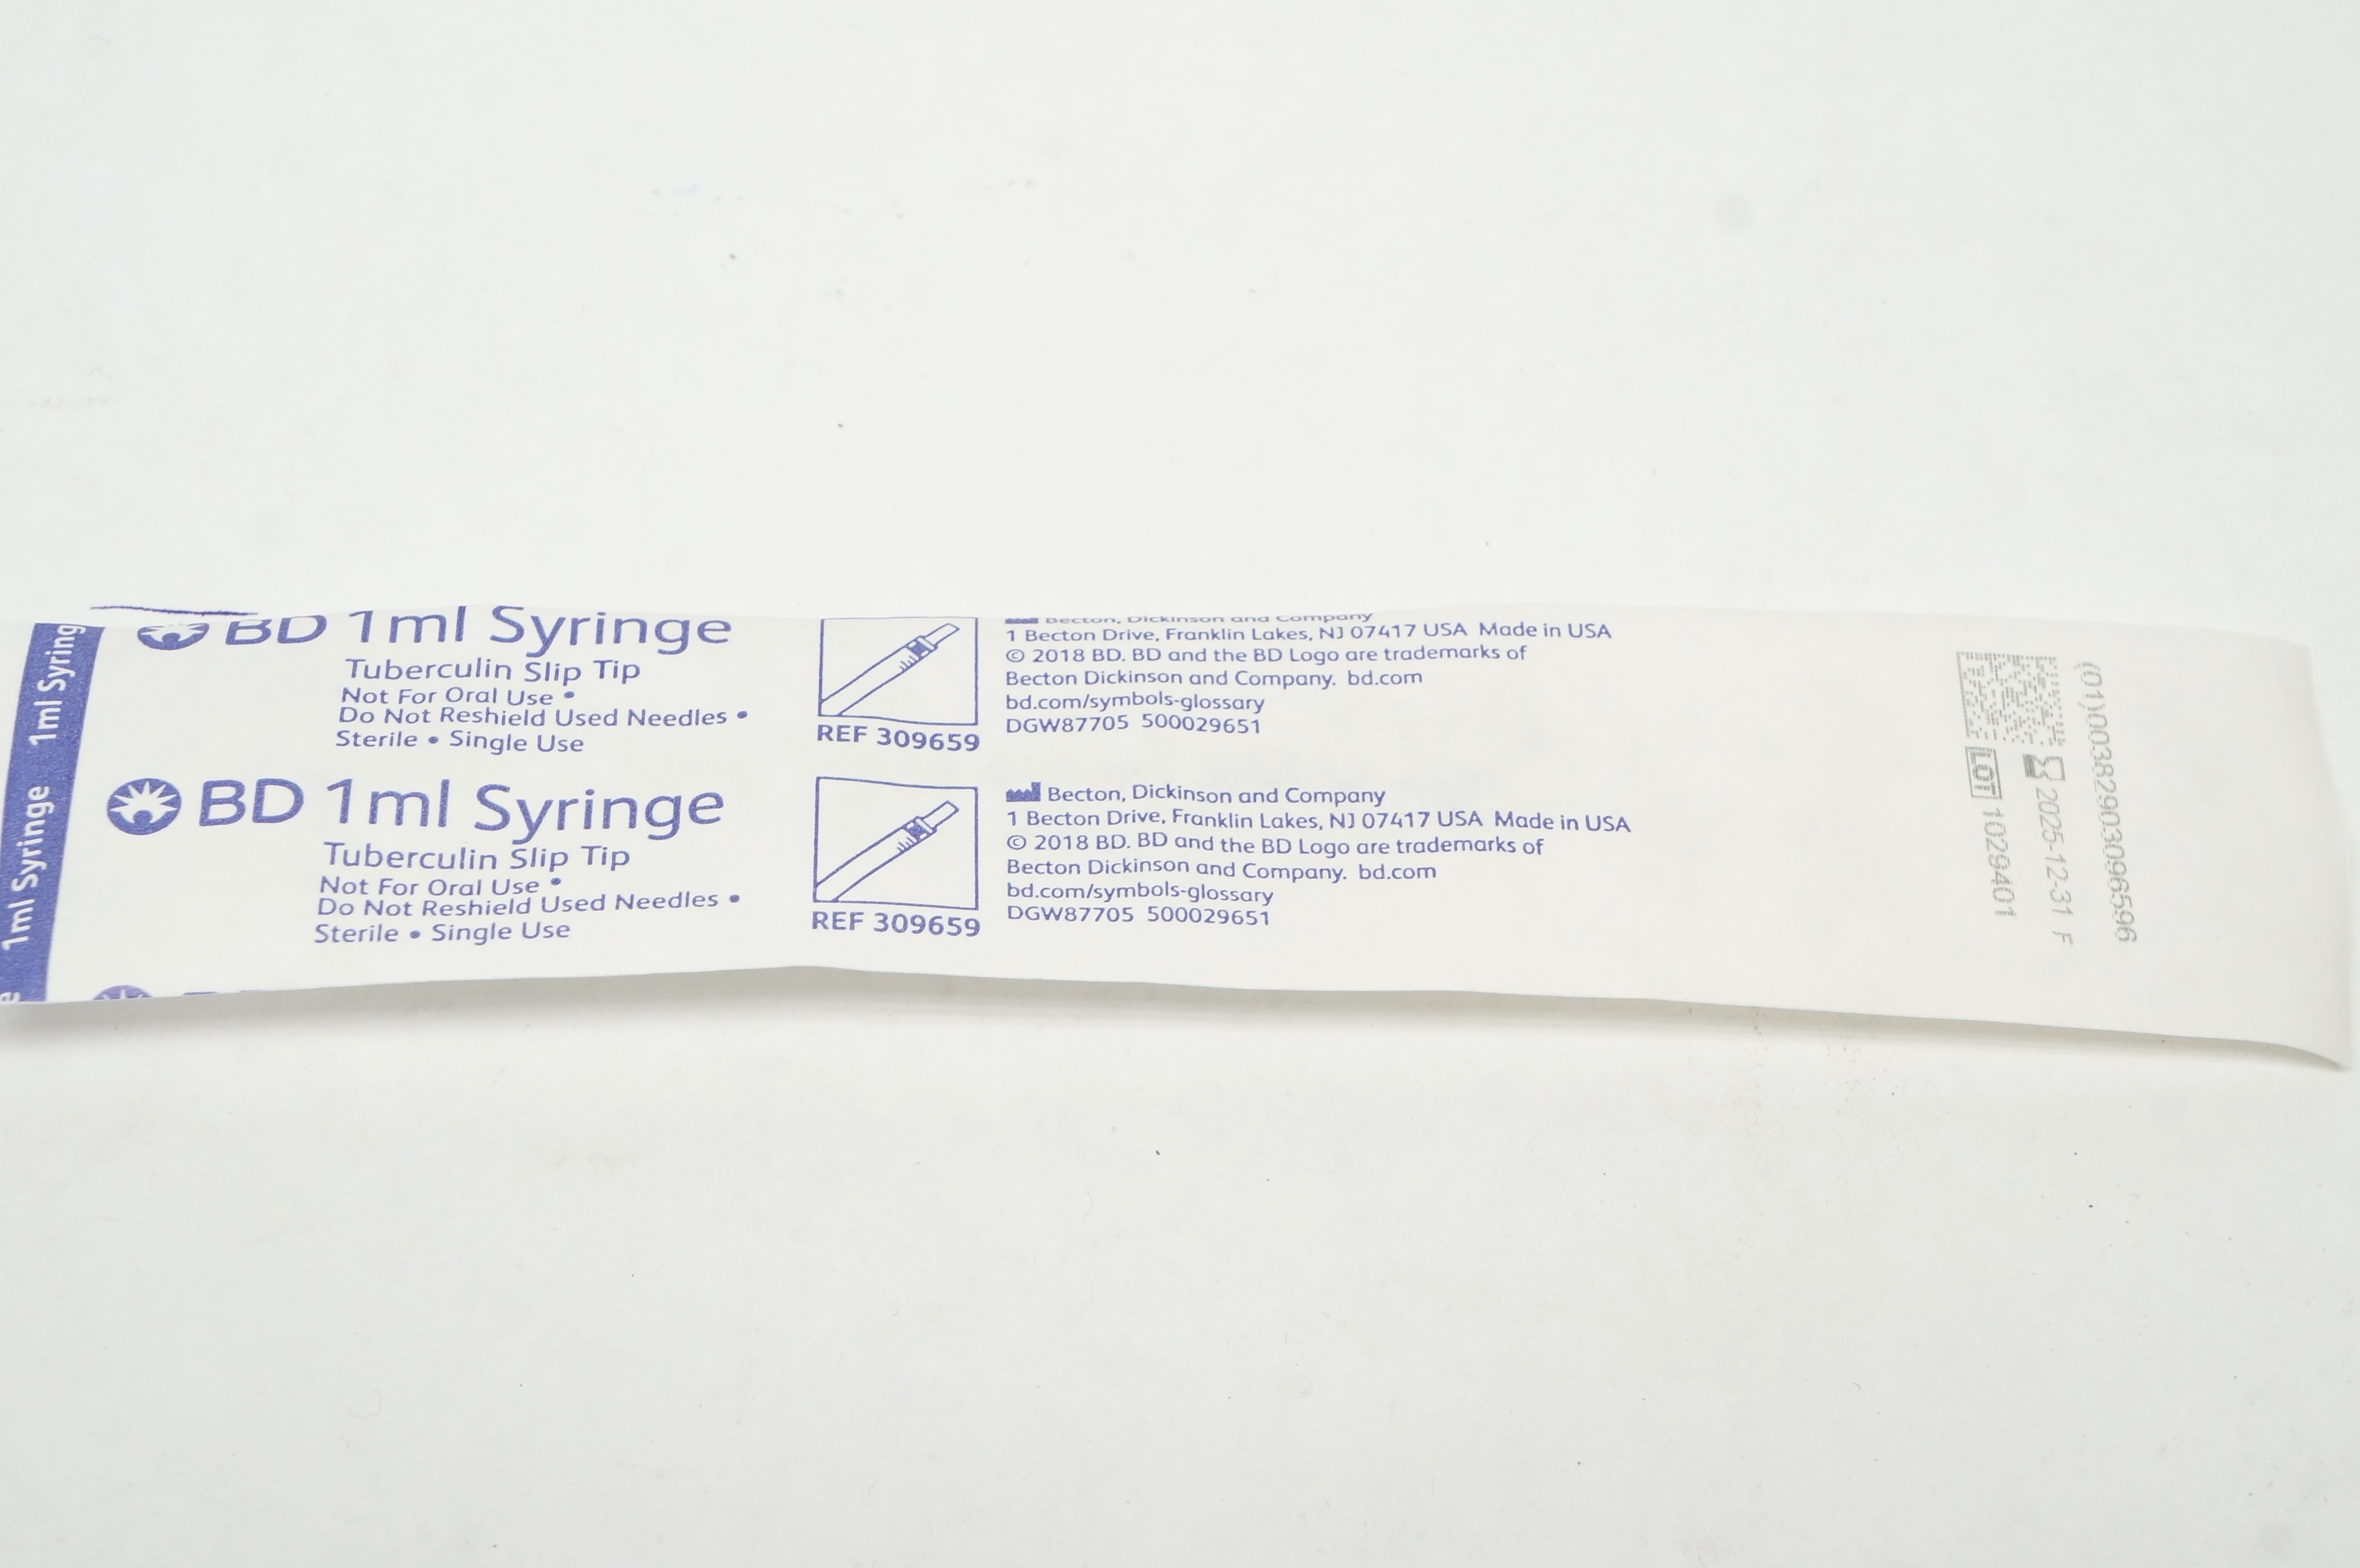 1ml Syringe 1ml Syring
BD 1ml Syringe
Tuberculin Slip Tip
Not For Oral Use •
Do Not Reshield Used Needles •
Sterile • Single Use
REF 309659
Becton, Dickinson and Company
1 Becton Drive, Franklin Lakes, NJ 07417 USA Made in USA
© 2018 BD. BD and the BD Logo are trademarks of
Becton Dickinson and Company. bd.com
bd.com/symbols-glossary
DGW87705 500029651
BD 1ml Syringe
Tuberculin Slip Tip
Not For Oral Use •
Do Not Reshield Used Needles •
Sterile • Single Use
REF 309659
Becton, Dickinson and Company
1 Becton Drive, Franklin Lakes, NJ 07417 USA Made in USA
© 2018 BD. BD and the BD Logo are trademarks of
Becton Dickinson and Company. bd.com
bd.com/symbols-glossary
DGW87705 500029651
(01)00382903096596
2025-12-31 F
LOT 1029401